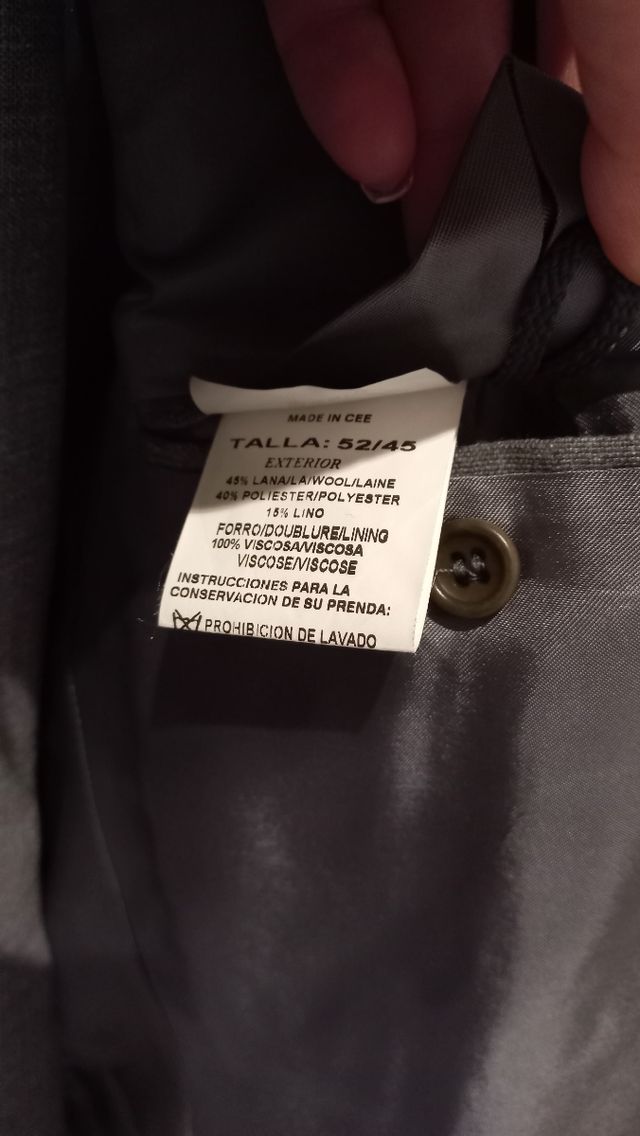 MADE IN CEE
TALLA: 52/45
EXTERIOR
45% LANA/LA/WOOL/LAINE
40% POLIESTER/POLYESTER
15% LINO
FORRO/DOUBLURE/LINING
100% VISCOSA/VISCOSA
VISCOSE/VISCOSE
INSTRUCCIONES PARA LA
CONSERVACION DE SU PRENDA:
PROHIBICION DE LAVADO